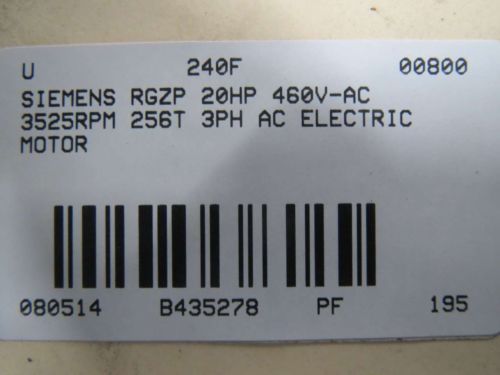 U 240F 00800
SIEMENS RGZP 20HP 460V-AC
3525RPM 256T 3PH AC ELECTRIC
MOTOR
080514 B435278 PF 195